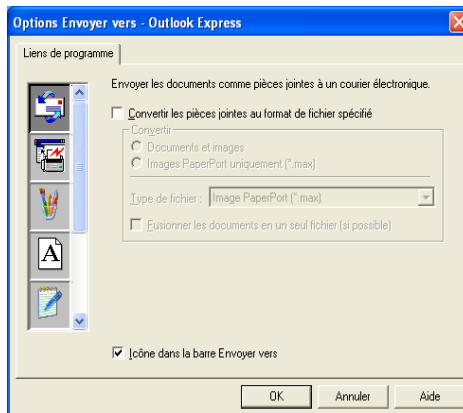 Options Envoyer vers - Outlook Express
Liens de programme
Envoyer les documents comme pièces jointes à un courier électronique.
Convertir les pièces jointes au format de fichier spécifié
Convertir
Documents et images
Images PaperPort uniquement (*.max)
Type de fichier : Image PaperPort (*.max)
Fusionner les documents en un seul fichier (si possible)
A
Icône dans la barre Envoyer vers
OK Annuler Aide